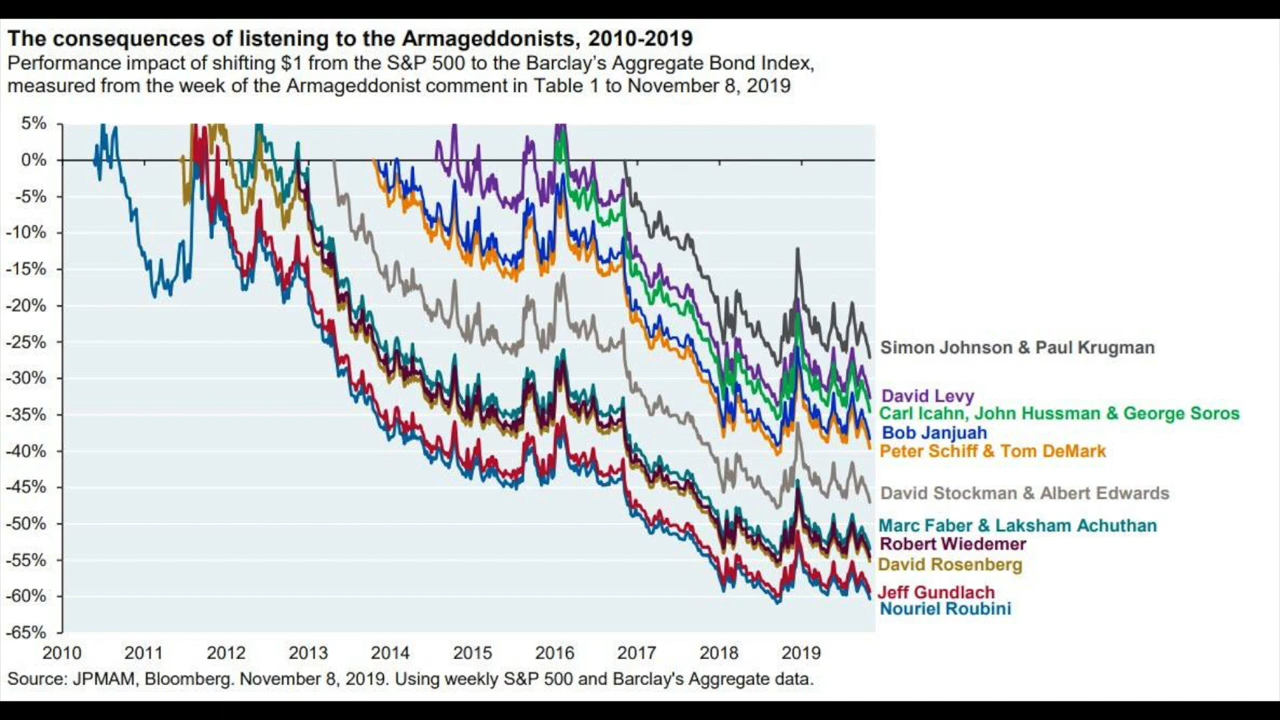 The consequences of listening to the Armageddonists, 2010-2019
Performance impact of shifting $1 from the S&P 500 to the Barclay's Aggregate Bond Index,
measured from the week of the Armageddonist comment in Table 1 to November 8, 2019
5%
0%
-5%
-10%
-15%
-20%
-25%
-30%
-35%
-40%
-45%
-50%
-55%
-60%
-65%
2010 2011 2012 2013 2014 2015 2016 2017 2018 2019
Simon Johnson & Paul Krugman
David Levy
Carl Icahn, John Hussman & George Soros
Bob Janjuah
Peter Schiff & Tom DeMark
David Stockman & Albert Edwards
Marc Faber & Laksham Achuthan
Robert Wiedemer
David Rosenberg
Jeff Gundlach
Nouriel Roubini
Source: JPMAM, Bloomberg. November 8, 2019. Using weekly S&P 500 and Barclay's Aggregate data.